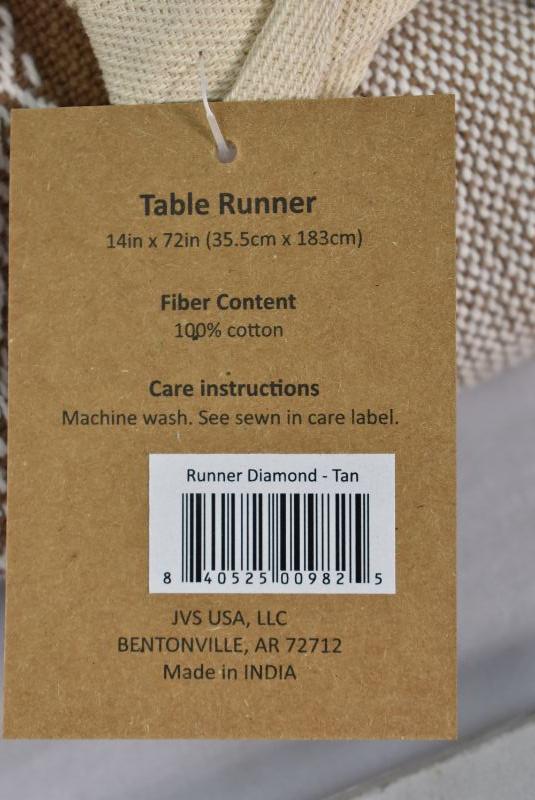 Table Runner
14in x 72in (35.5cm x 183cm)
Fiber Content
100% cotton
Care instructions
Machine wash. See sewn in care label.
Runner Diamond - Tan
8 40525 00982 5
JVS USA, LLC
BENTONVILLE, AR 72712
Made in INDIA